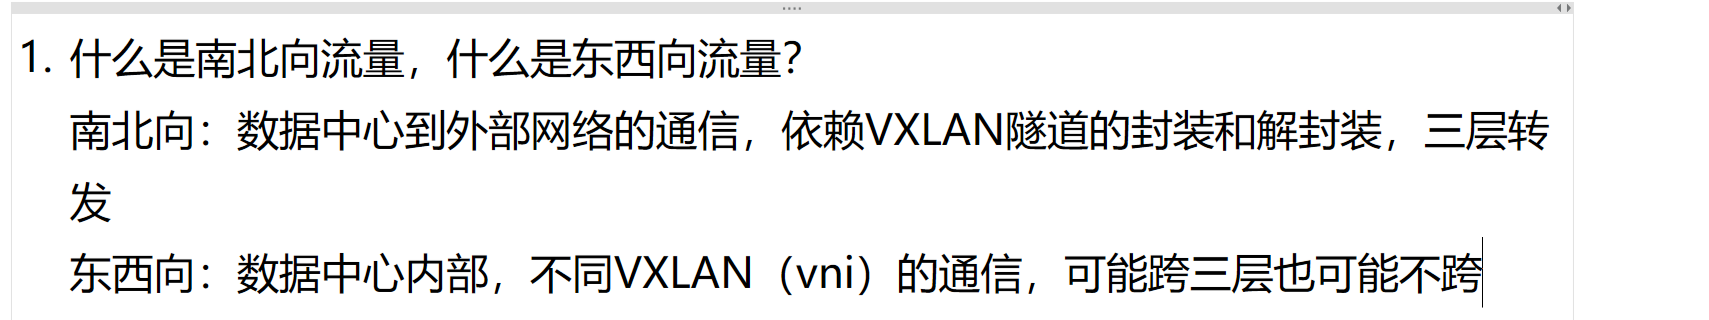 1. 什么是南北向流量，什么是东西向流量？
南北向：数据中心到外部网络的通信，依赖VXLAN隧道的封装和解封装，三层转
发
东西向：数据中心内部，不同VXLAN（vni）的通信，可能跨三层也可能不跨